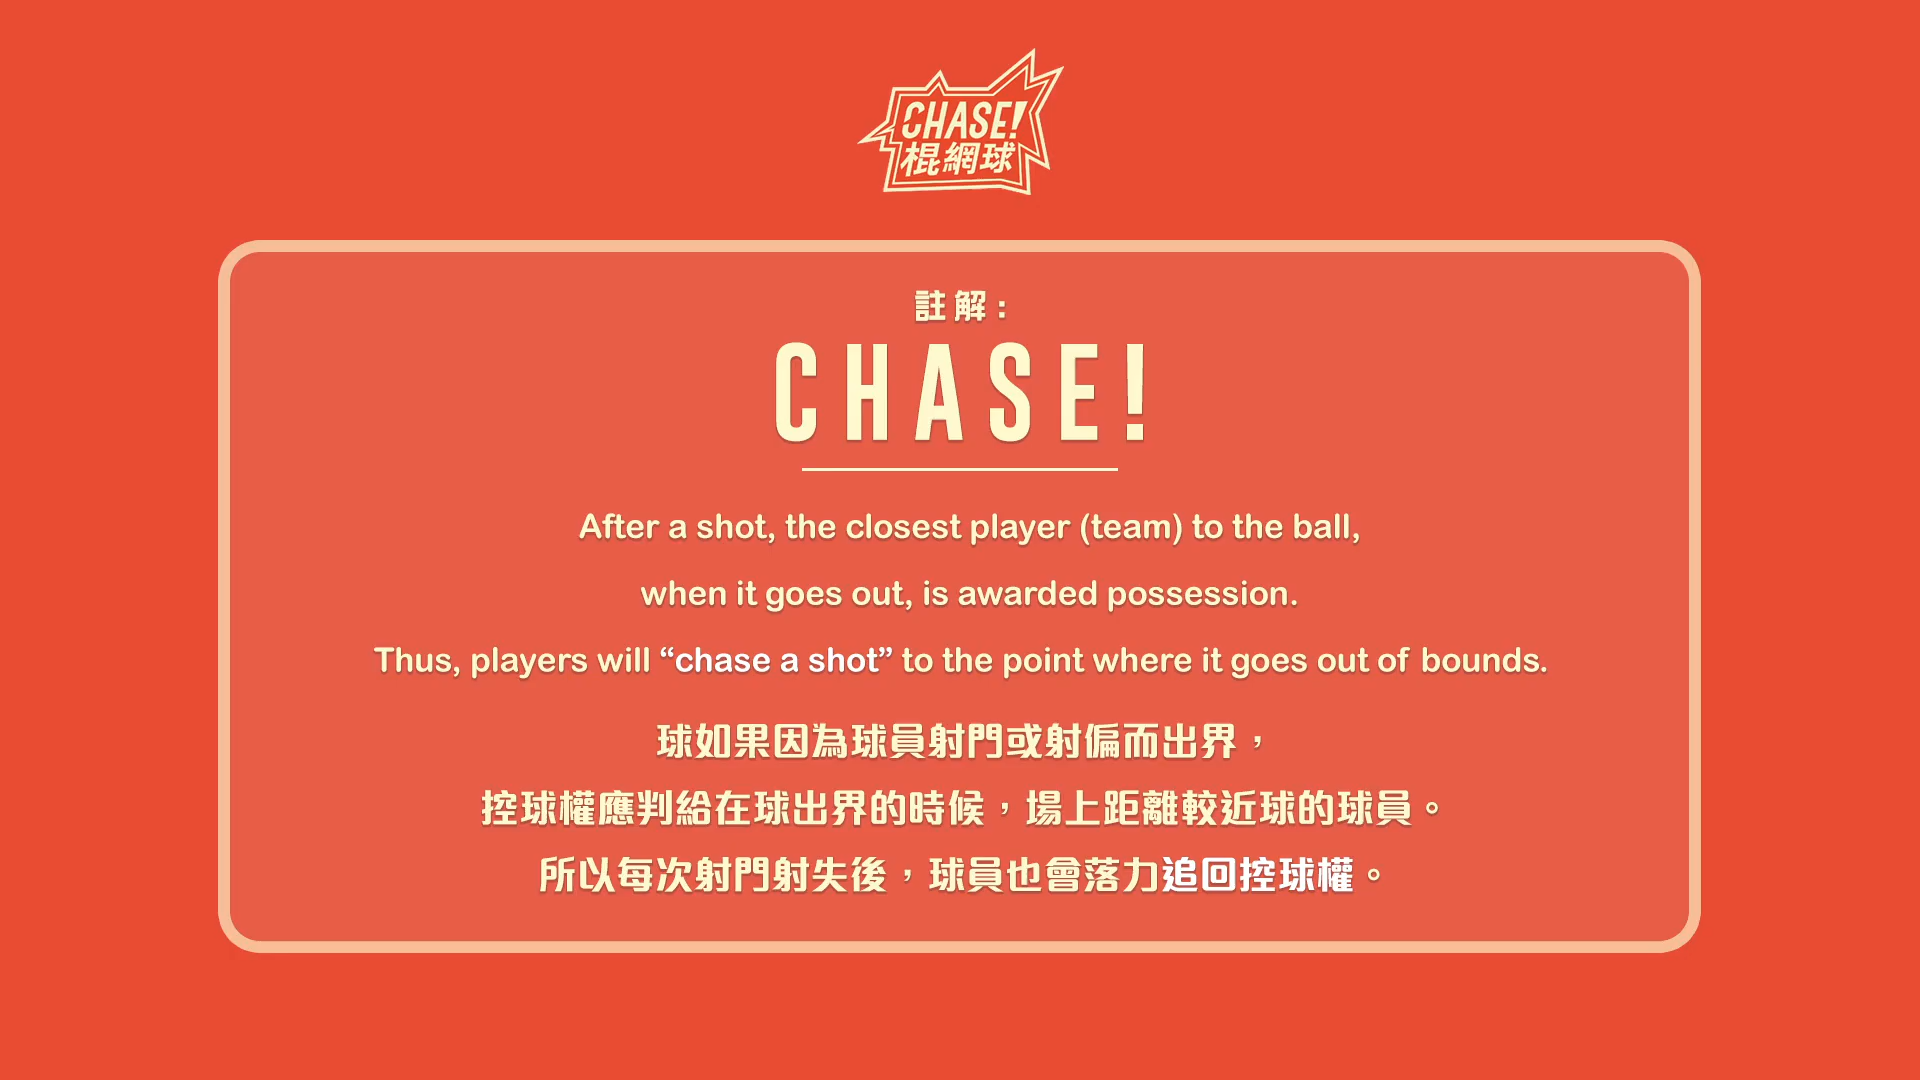 CHASE!
棍網球
註解:
CHASE!
After a shot, the closest player (team) to the ball,
when it goes out, is awarded possession.
Thus, players will “chase a shot” to the point where it goes out of bounds.
球如果因為球員射門或射偏而出界，
控球權應判給在球出界的時候，場上距離較近球的球員。
所以每次射門射失後，球員也會落力追回控球權。